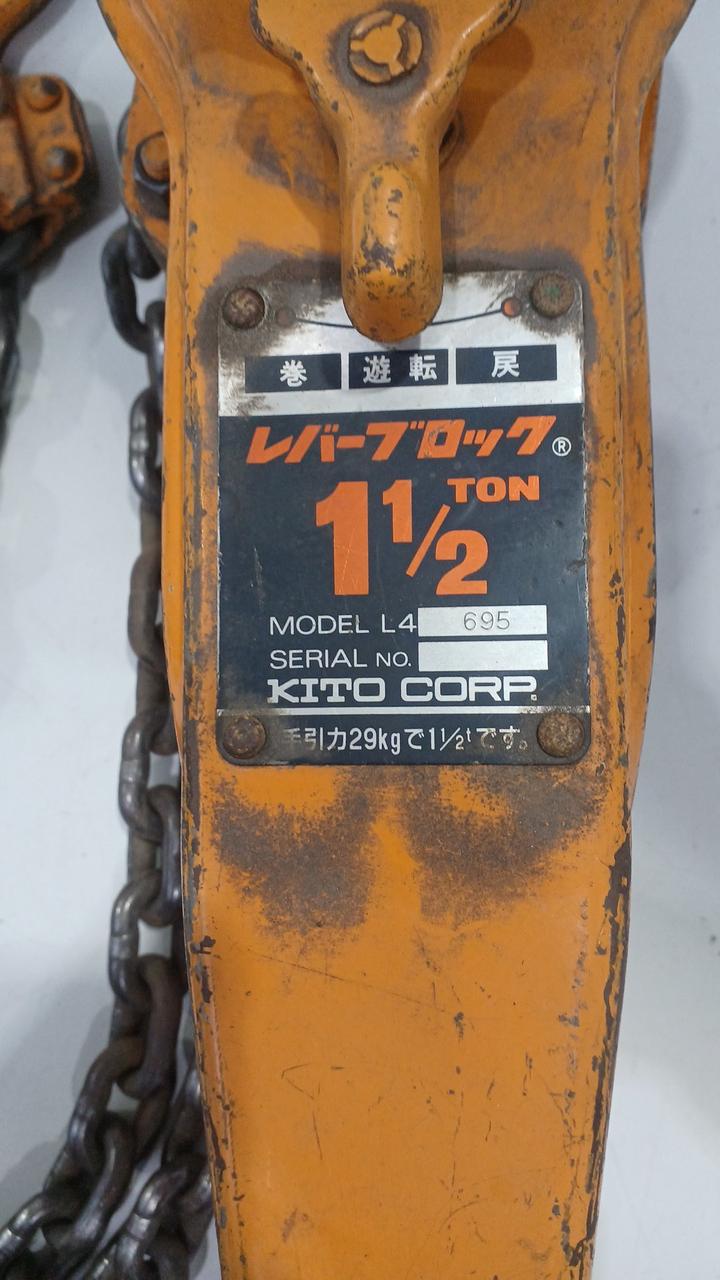 巻 遊転 戻
レバーブロック®
1 1/2 TON
MODEL L4 695
SERIAL NO.
KITO CORP.
手引力29kgで1 1/2tです。